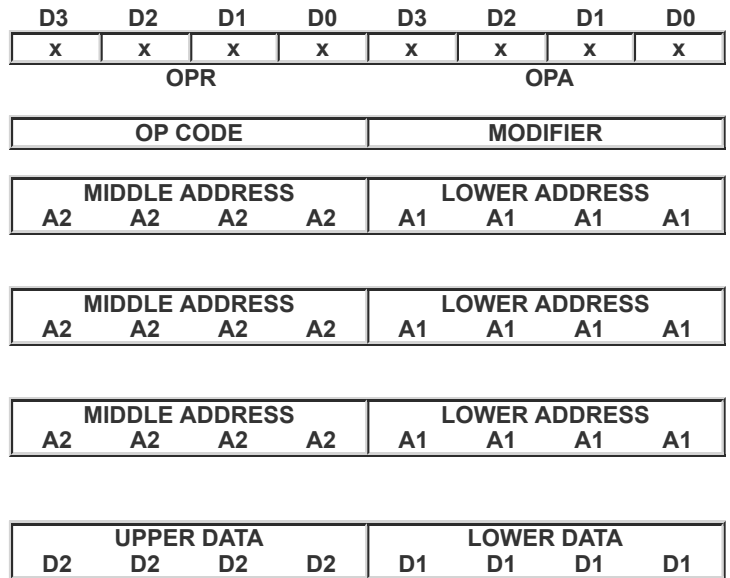 D3 D2 D1 D0 D3 D2 D1 D0
x x x x x x x x
OPR OPA
OP CODE MODIFIER
MIDDLE ADDRESS LOWER ADDRESS
A2 A2 A2 A2 A1 A1 A1 A1
MIDDLE ADDRESS LOWER ADDRESS
A2 A2 A2 A2 A1 A1 A1 A1
MIDDLE ADDRESS LOWER ADDRESS
A2 A2 A2 A2 A1 A1 A1 A1
UPPER DATA LOWER DATA
D2 D2 D2 D2 D1 D1 D1 D1